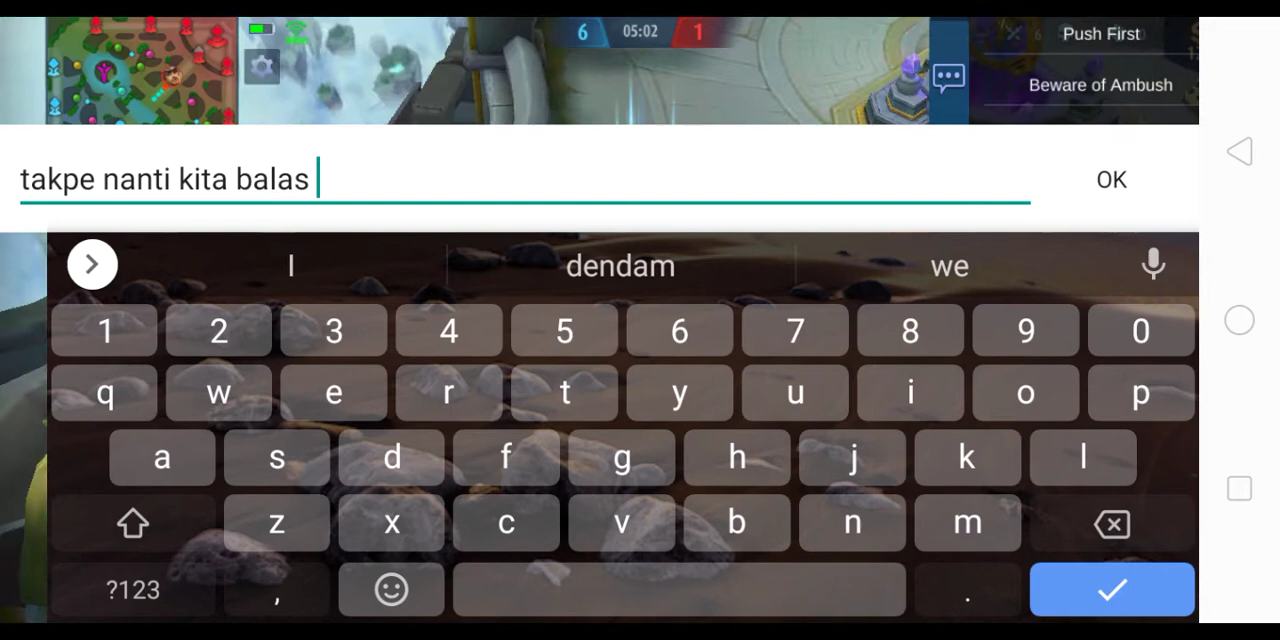 6 05:02 1
Push First
Beware of Ambush
takpe nanti kita balas
OK
I dendam we
1 2 3 4 5 6 7 8 9 0
q w e r t y u i o p
a s d f g h j k l
z x c v b n m
?123 , .